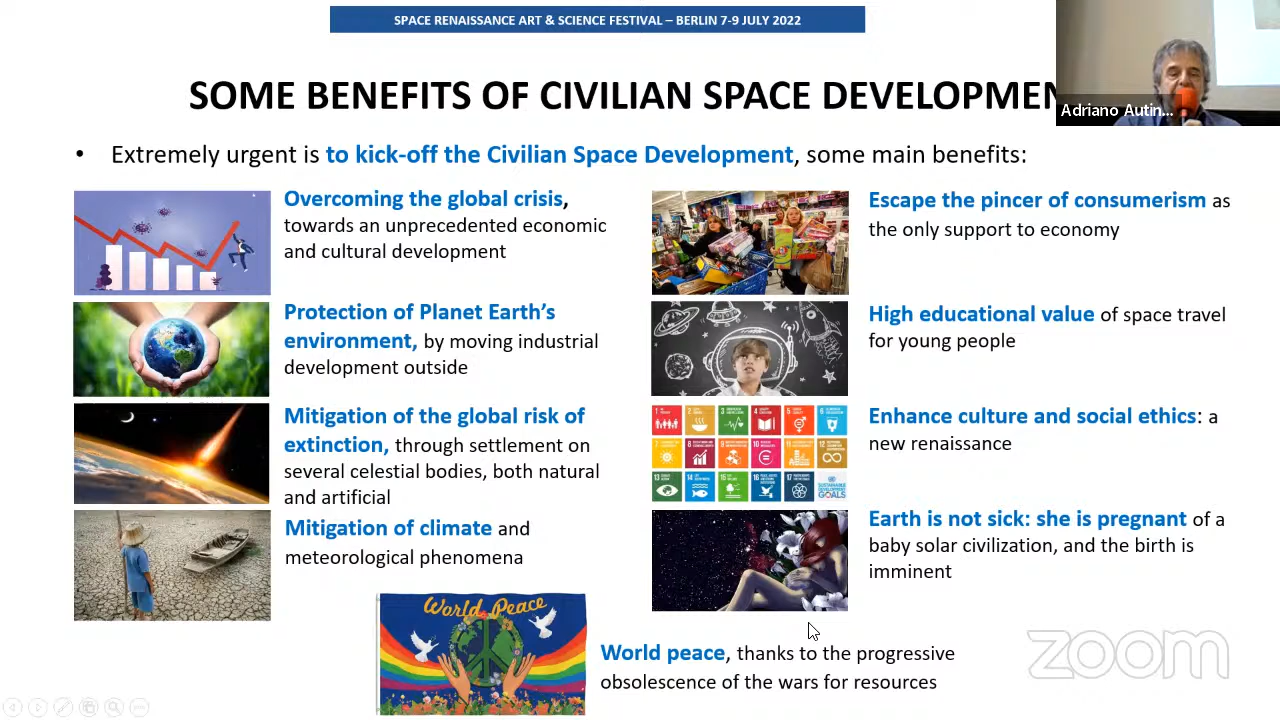 SPACE RENAISSANCE ART & SCIENCE FESTIVAL – BERLIN 7-9 JULY 2022
SOME BENEFITS OF CIVILIAN SPACE DEVELOPMEN
Adriano Autin...
• Extremely urgent is to kick-off the Civilian Space Development, some main benefits:
Overcoming the global crisis,
towards an unprecedented economic
and cultural development
Protection of Planet Earth's
environment, by moving industrial
development outside
Mitigation of the global risk of
extinction, through settlement on
several celestial bodies, both natural
and artificial
Mitigation of climate and
meteorological phenomena
Escape the pincer of consumerism as
the only support to economy
High educational value of space travel
for young people
SUSTAINABLE
DEVELOPMENT
GOALS
Enhance culture and social ethics: a
new renaissance
Earth is not sick: she is pregnant of a
baby solar civilization, and the birth is
imminent
World Peace
World peace, thanks to the progressive
obsolescence of the wars for resources
zoom